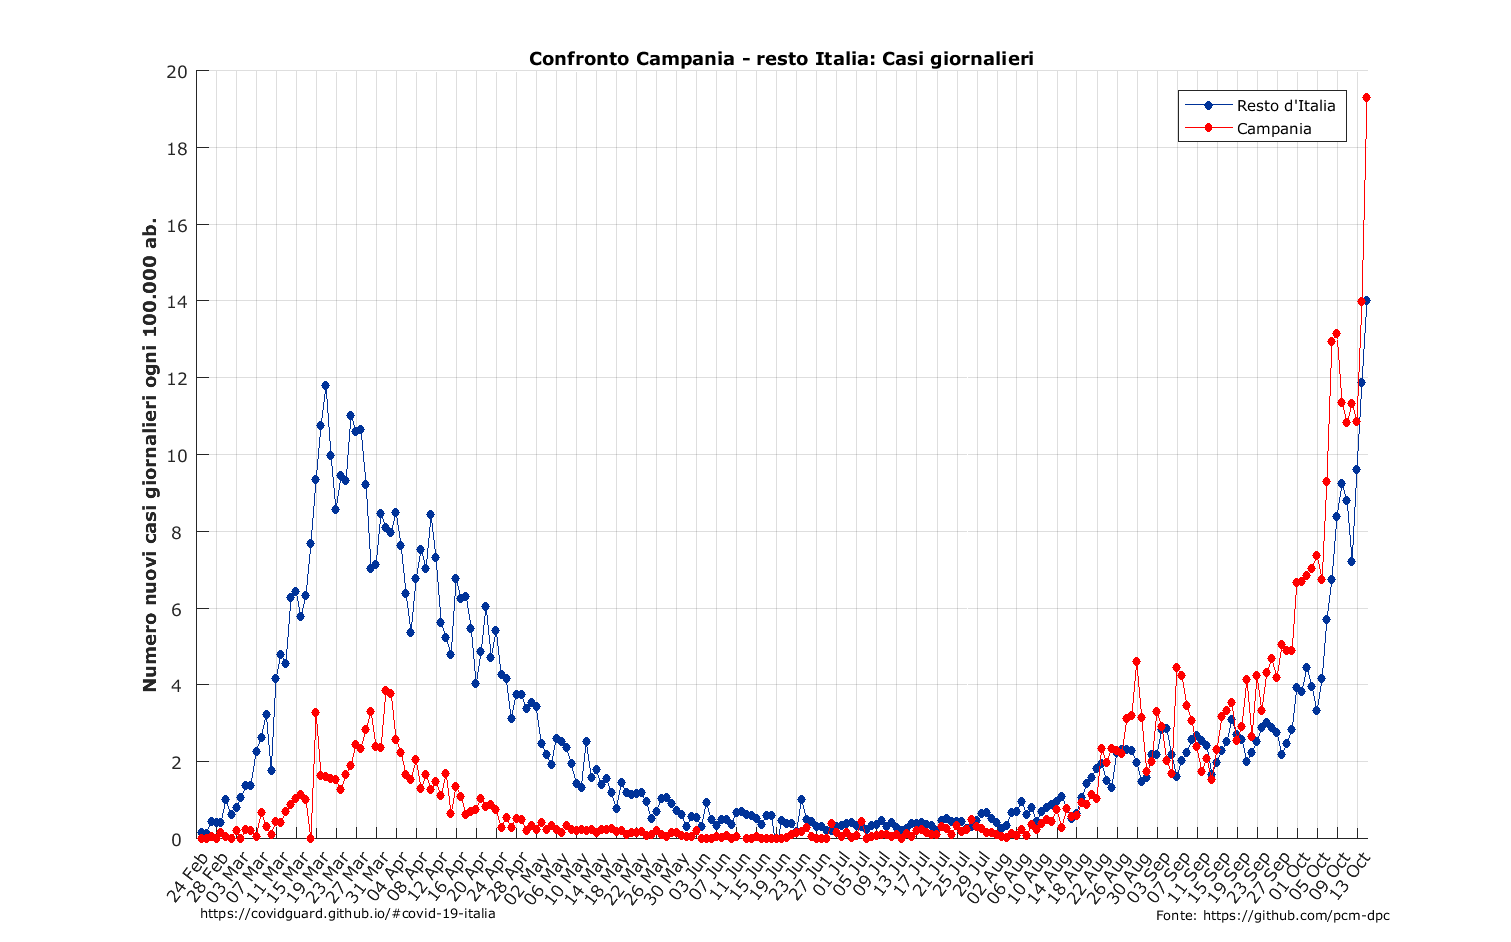 Confronto Campania - resto Italia: Casi giornalieri
Numero nuovi casi giornalieri ogni 100.000 ab.
20
18
16
14
12
10
8
6
4
2
0
Resto d'Italia
Campania
24 Feb
28 Feb
03 Mar
07 Mar
11 Mar
15 Mar
19 Mar
23 Mar
27 Mar
31 Mar
04 Apr
08 Apr
12 Apr
16 Apr
20 Apr
24 Apr
28 Apr
02 May
06 May
10 May
14 May
18 May
22 May
26 May
30 May
03 Jun
07 Jun
11 Jun
15 Jun
19 Jun
23 Jun
27 Jun
01 Jul
05 Jul
09 Jul
13 Jul
17 Jul
21 Jul
25 Jul
29 Jul
02 Aug
06 Aug
10 Aug
14 Aug
18 Aug
22 Aug
26 Aug
30 Aug
03 Sep
07 Sep
11 Sep
15 Sep
19 Sep
23 Sep
27 Sep
01 Oct
05 Oct
09 Oct
13 Oct
https://covidguard.github.io/#covid-19-italia
Fonte: https://github.com/pcm-dpc